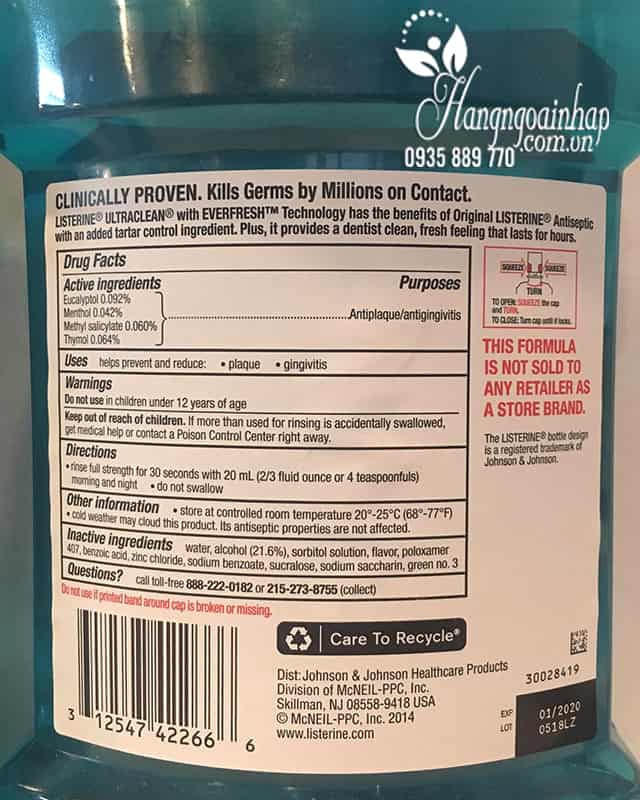 Hangngoainhap
.com.vn
0935 889 770
CLINICALLY PROVEN. Kills Germs by Millions on Contact.
LISTERINE® ULTRACLEAN® with EVERFRESH™ Technology has the benefits of Original LISTERINE® Antiseptic
with an added tartar control ingredient. Plus, it provides a dentist clean, fresh feeling that lasts for hours.
Drug Facts
Active ingredients Purposes
Eucalyptol 0.092%
Menthol 0.042%
Methyl salicylate 0.060%
Thymol 0.064%
Antiplaque/antigingivitis
Uses helps prevent and reduce: • plaque • gingivitis
Warnings
Do not use in children under 12 years of age
Keep out of reach of children. If more than used for rinsing is accidentally swallowed,
get medical help or contact a Poison Control Center right away.
Directions
• rinse full strength for 30 seconds with 20 mL (2/3 fluid ounce or 4 teaspoonfuls)
morning and night • do not swallow
Other information • store at controlled room temperature 20°-25°C (68°-77°F)
• cold weather may cloud this product. Its antiseptic properties are not affected.
Inactive ingredients water, alcohol (21.6%), sorbitol solution, flavor, poloxamer
407, benzoic acid, zinc chloride, sodium benzoate, sucralose, sodium saccharin, green no. 3
Questions? call toll-free 888-222-0182 or 215-273-8755 (collect)
Do not use if printed band around cap is broken or missing.
SQUEEZE SQUEEZE
TURN
TO OPEN: SQUEEZE the cap
and TURN.
TO CLOSE: Turn cap until it locks.
THIS FORMULA
IS NOT SOLD TO
ANY RETAILER AS
A STORE BRAND.
The LISTERINE® bottle design
is a registered trademark of
Johnson & Johnson.
3 12547 42266 6
Care To Recycle®
Dist: Johnson & Johnson Healthcare Products
Division of McNEIL-PPC, Inc.
Skillman, NJ 08558-9418 USA
© McNEIL-PPC, Inc. 2014
www.listerine.com
30028419
EXP 01/2020
LOT 0518LZ